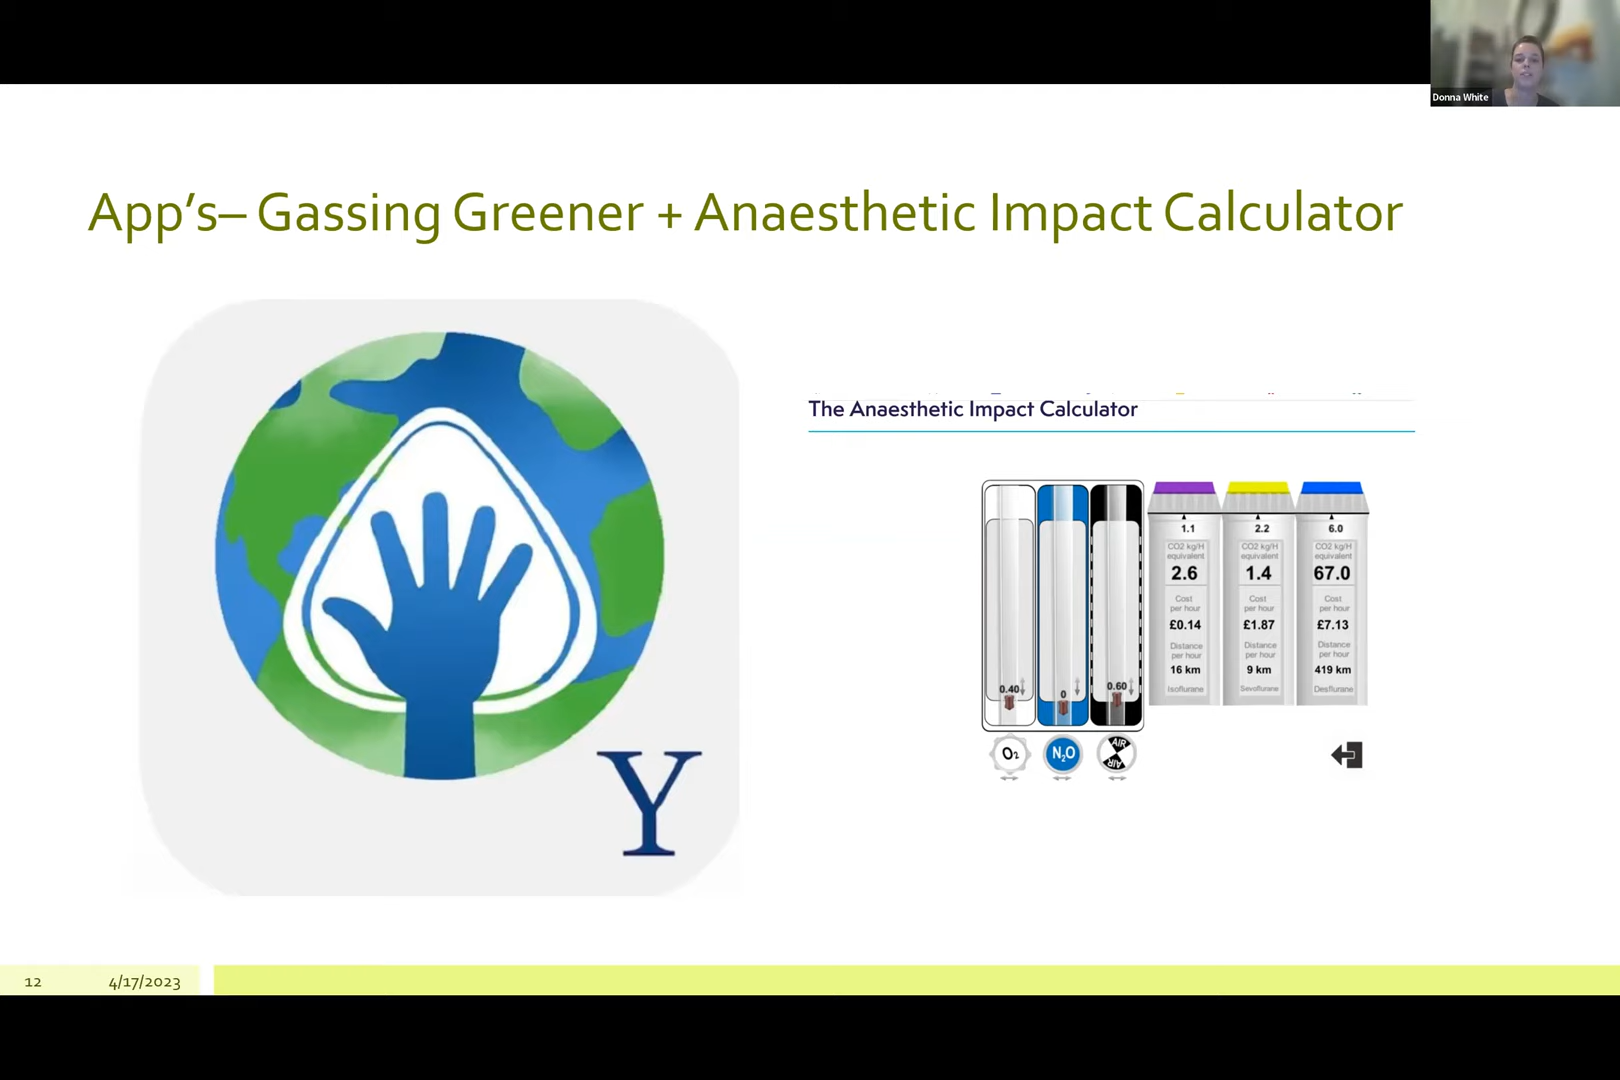 Donna White
App's– Gassing Greener + Anaesthetic Impact Calculator
Y
The Anaesthetic Impact Calculator
1.1
2.2
6.0
CO2 kg/H
equivalent
CO2 kg/H
equivalent
CO2 kg/H
equivalent
2.6
1.4
67.0
Cost
per hour
Cost
per hour
Cost
per hour
£0.14
£1.87
£7.13
Distance
per hour
Distance
per hour
Distance
per hour
16 km
9 km
419 km
Isoflurane
Sevoflurane
Desflurane
0.40
0
0.60
O2
N2O
AIR
AIR
12
4/17/2023